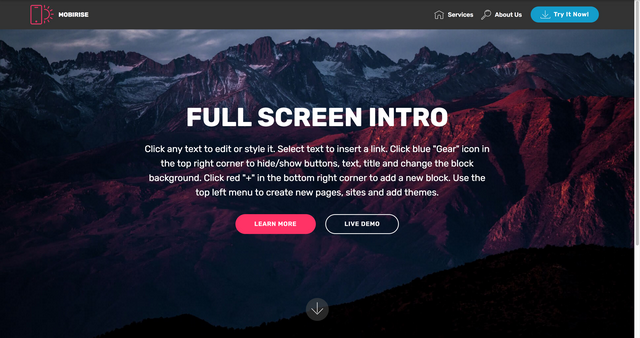 MOBIRISE
Services
About Us
Try It Now!
FULL SCREEN INTRO
Click any text to edit or style it. Select text to insert a link. Click blue "Gear" icon in
the top right corner to hide/show buttons, text, title and change the block
background. Click red "+" in the bottom right corner to add a new block. Use the
top left menu to create new pages, sites and add themes.
LEARN MORE
LIVE DEMO